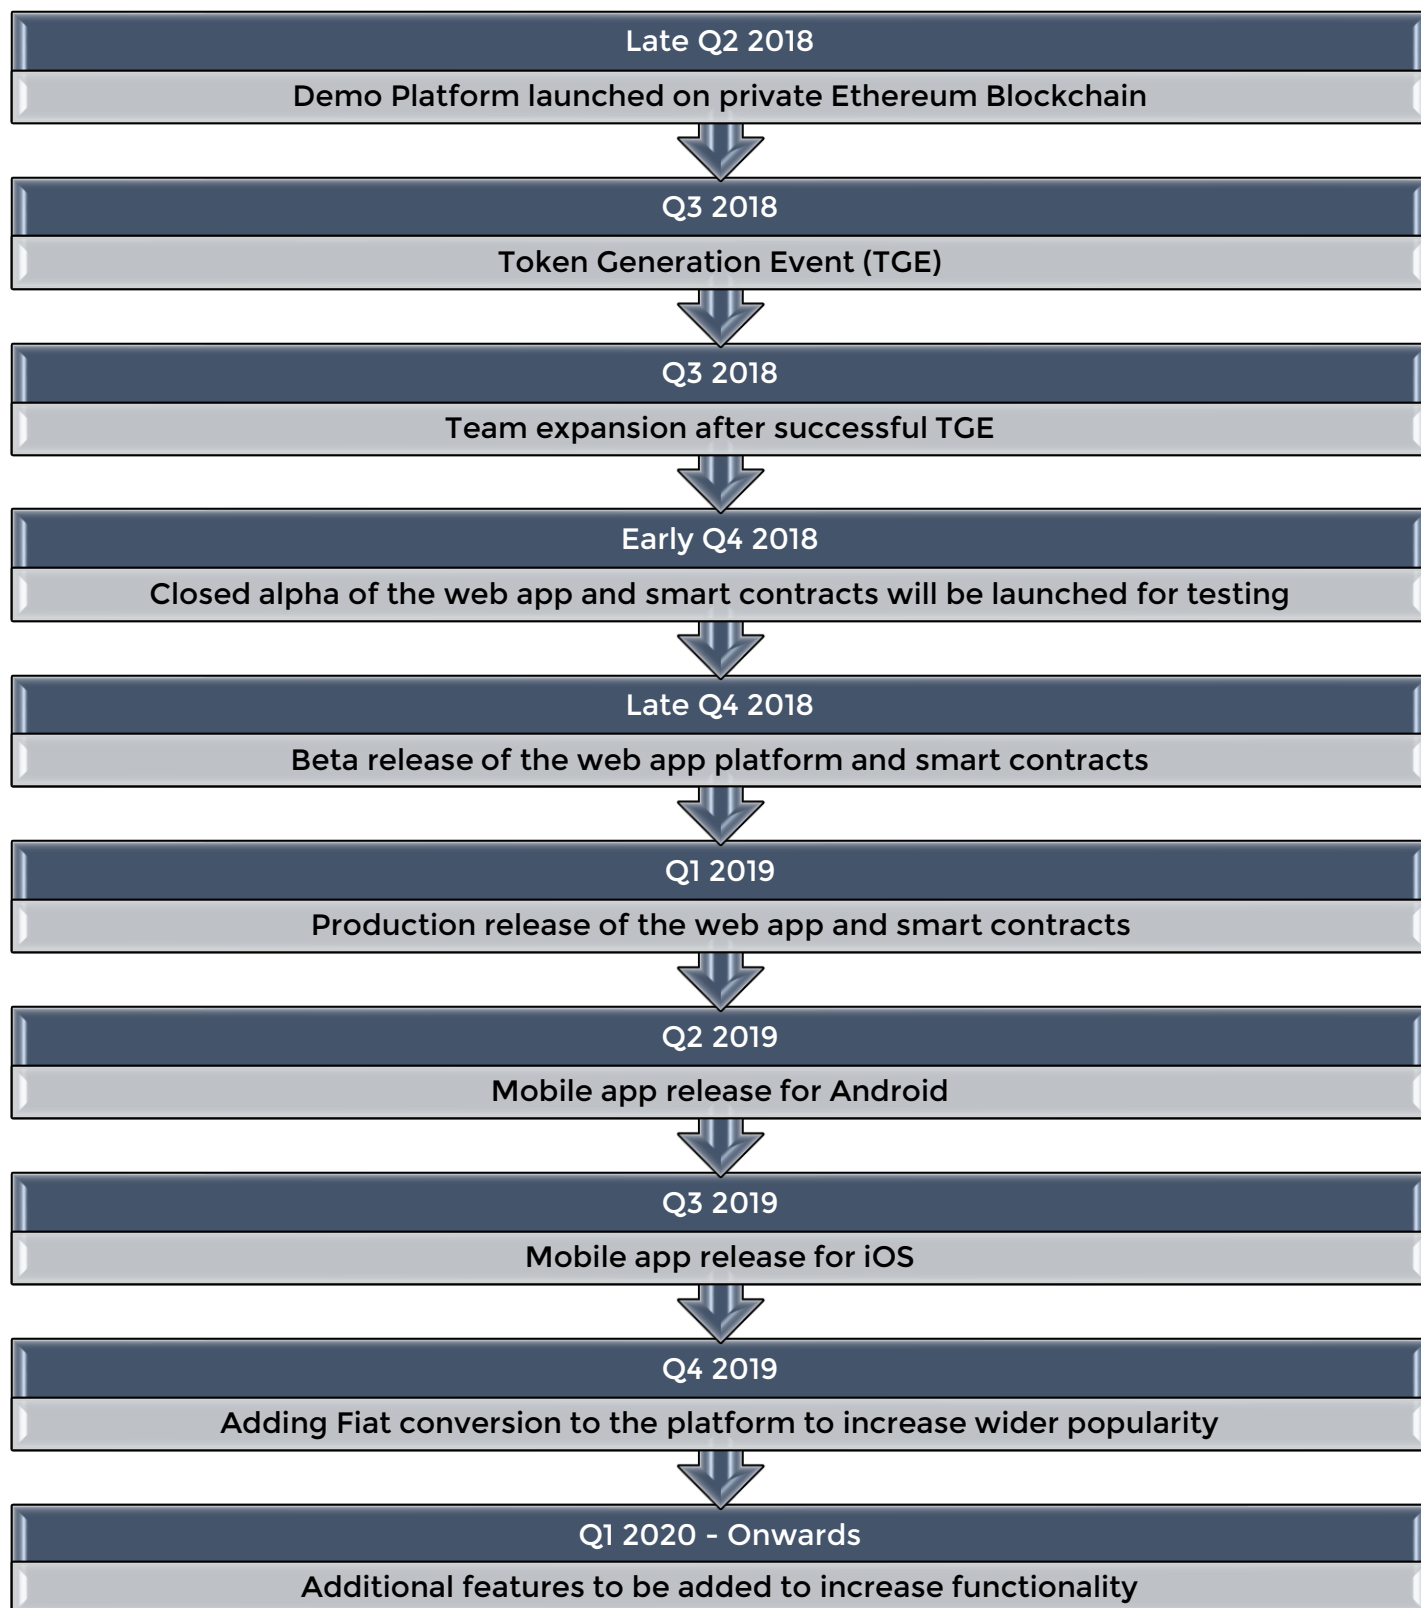 Late Q2 2018
Demo Platform launched on private Ethereum Blockchain
Q3 2018
Token Generation Event (TGE)
Q3 2018
Team expansion after successful TGE
Early Q4 2018
Closed alpha of the web app and smart contracts will be launched for testing
Late Q4 2018
Beta release of the web app platform and smart contracts
Q1 2019
Production release of the web app and smart contracts
Q2 2019
Mobile app release for Android
Q3 2019
Mobile app release for iOS
Q4 2019
Adding Fiat conversion to the platform to increase wider popularity
Q1 2020 - Onwards
Additional features to be added to increase functionality